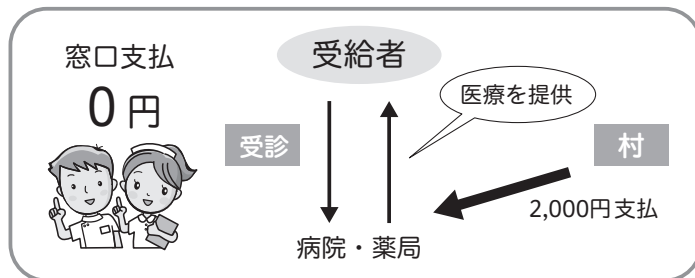 窓口支払
0円
受給者
医療を提供
受診
村
2,000円支払
病院・薬局